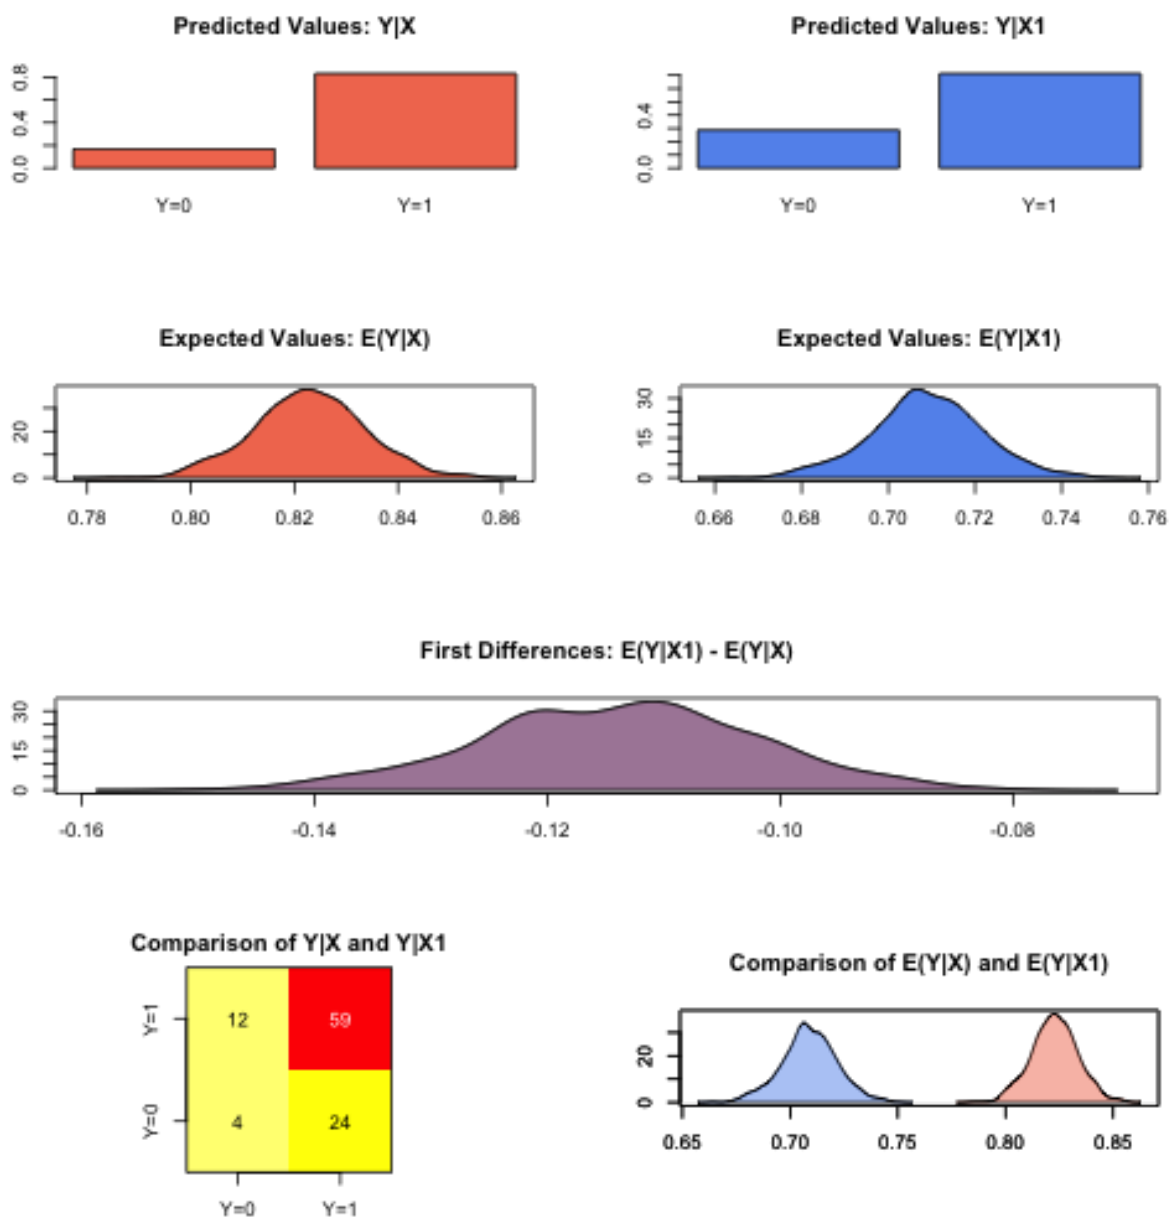 Predicted Values: Y|X
0.0 0.4 0.8
Y=0 Y=1
Predicted Values: Y|X1
0.0 0.4
Y=0 Y=1
Expected Values: E(Y|X)
0 20
0.78 0.80 0.82 0.84 0.86
Expected Values: E(Y|X1)
0 15 30
0.66 0.68 0.70 0.72 0.74 0.76
First Differences: E(Y|X1) - E(Y|X)
0 15 30
-0.16 -0.14 -0.12 -0.10 -0.08
Comparison of Y|X and Y|X1
Y=1 12 59
Y=0 4 24
Y=0 Y=1
Comparison of E(Y|X) and E(Y|X1)
0 20
0.65 0.70 0.75 0.80 0.85